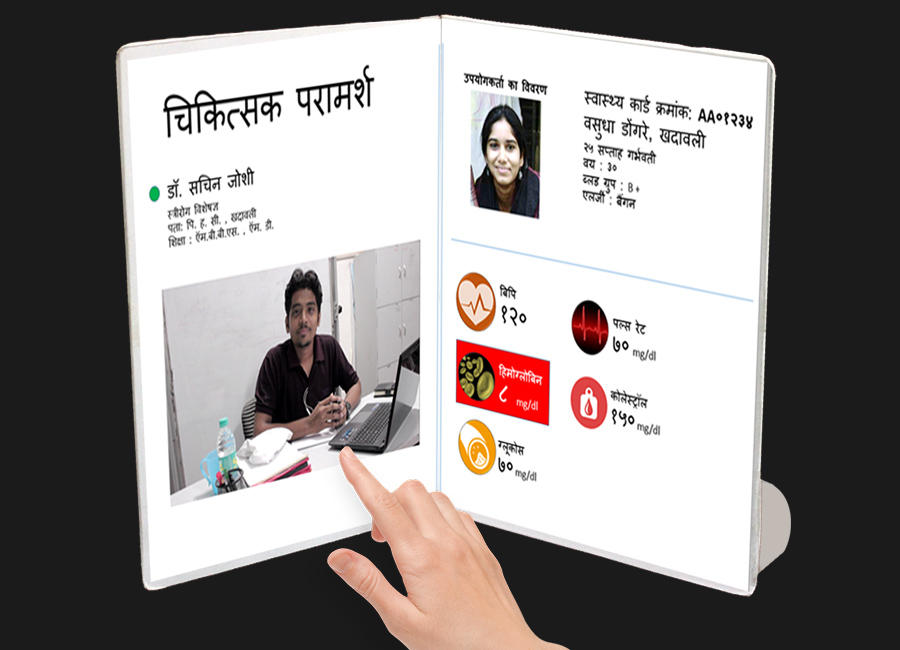 चिकित्सक परामर्श
डॉ. सचिन जोशी
स्त्रीरोग विशेषज्ञ
पता: पि. ह. सी. , खदावली
शिक्षा : ऍम.बी.बी.एस. , ऍम. डी.
उपयोगकर्ता का विवरण
स्वास्थ्य कार्ड क्रमांक: AA०१२३४
वसुधा डोंगरे, खदावली
२५ सप्ताह गर्भवती
वय : ३०
ब्लड ग्रुप : B+
एलर्जी : बैंगन
बिपि
१२०
पल्स रेट
७० mg/dl
हिमोग्लोबिन
८ mg/dl
कोलेस्ट्रॉल
१५० mg/dl
ग्लूकोस
७० mg/dl